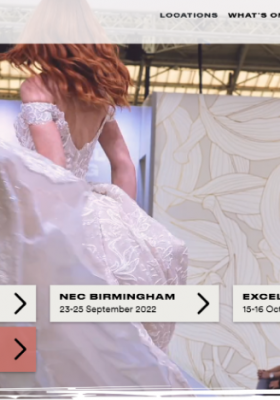 LOCATIONS WHAT'S O
NEC BIRMINGHAM
23-25 September 2022
EXCEL
15-16 Oct